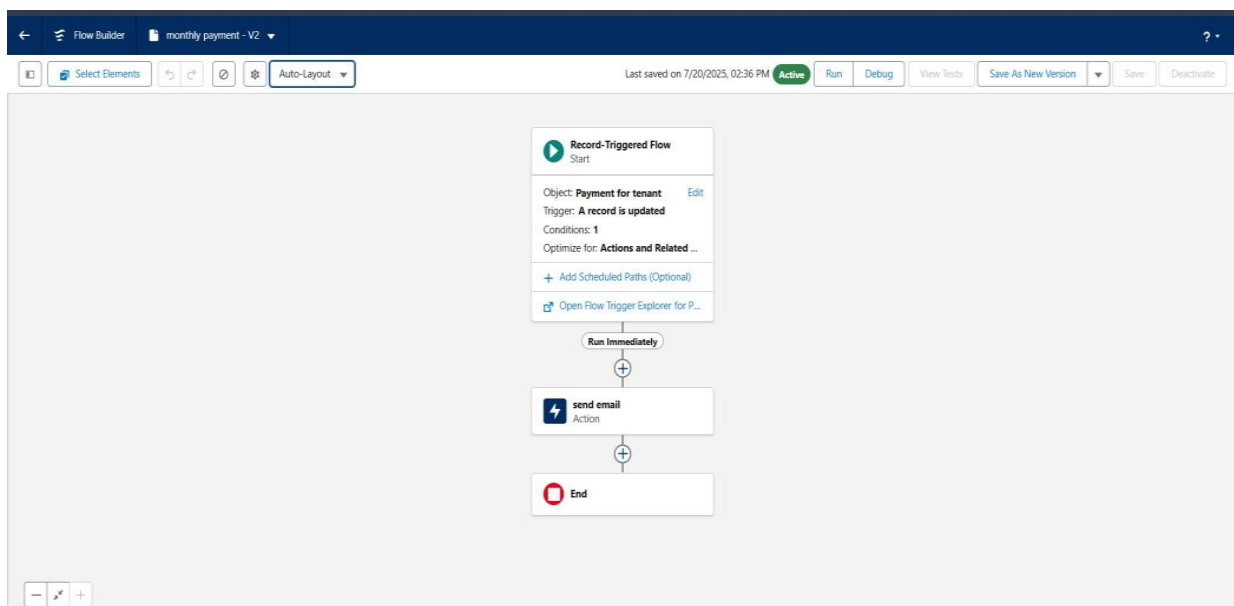 Flow Builder monthly payment - V2 ?
Select Elements Auto-Layout Last saved on 7/20/2025, 02:36 PM Active Run Debug View Tests Save As New Version Save Deactivate
Record-Triggered Flow
Start
Object: Payment for tenant Edit
Trigger: A record is updated
Conditions: 1
Optimize for: Actions and Related ...
+ Add Scheduled Paths (Optional)
Open Flow Trigger Explorer for P...
Run Immediately
send email
Action
End